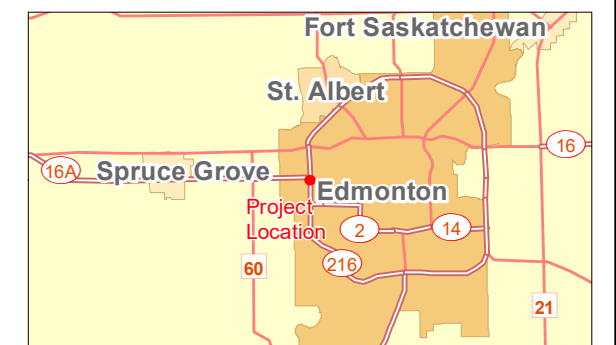 Fort Saskatchewan
St. Albert
16
16A
Spruce Grove
Edmonton
Project
Location
2
14
216
60
21